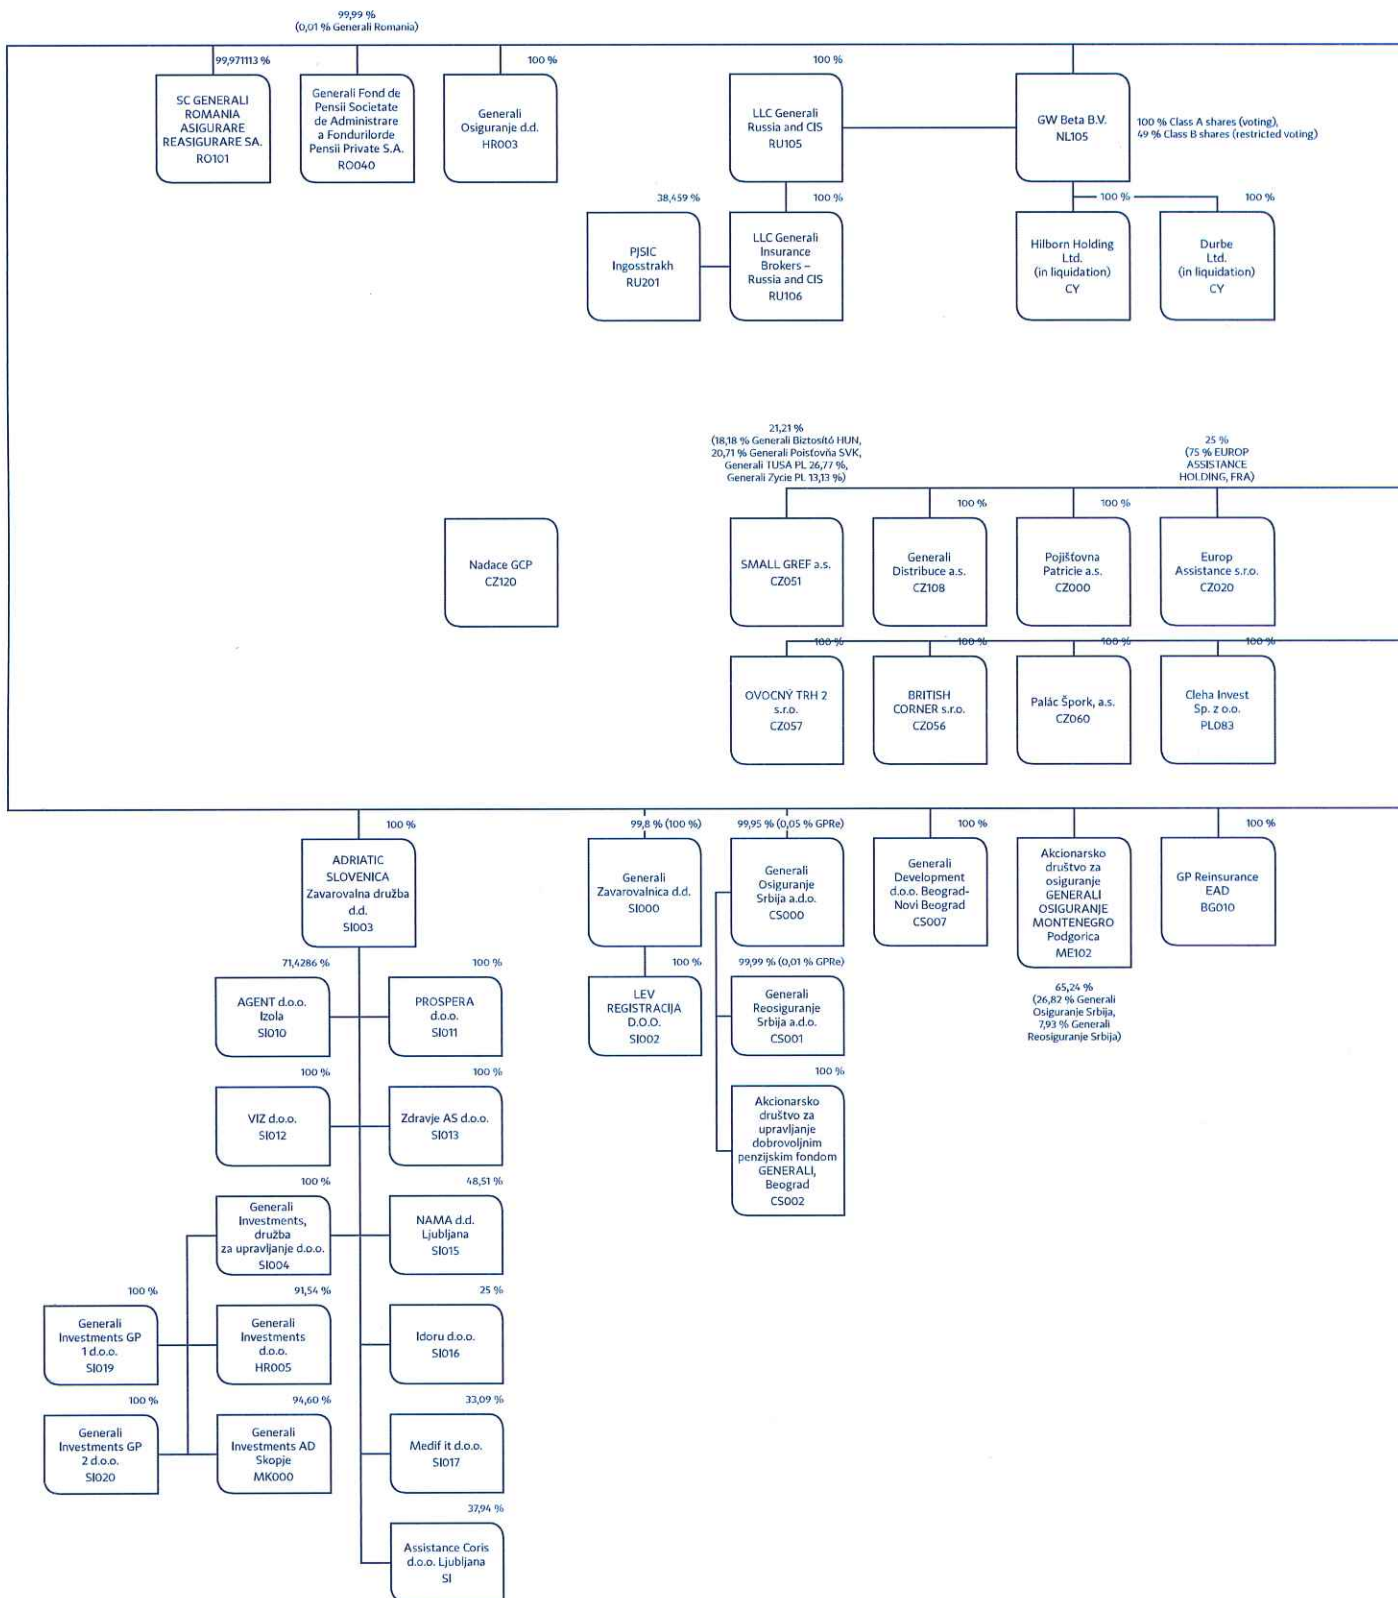 99,99 %
(0,01 % Generali Romania)
99,971113 %
SC GENERALI
ROMANIA
ASIGURARE
REASIGURARE SA.
RO101
Generali Fond de
Pensii Societate
de Administrare
a Fondurilorde
Pensii Private S.A.
RO040
100 %
Generali
Osiguranje d.d.
HR003
100 %
LLC Generali
Russia and CIS
RU105
GW Beta B.V.
NL105
100 % Class A shares (voting),
49 % Class B shares (restricted voting)
38,459 %
PJSIC
Ingosstrakh
RU201
100 %
LLC Generali
Insurance
Brokers –
Russia and CIS
RU106
100 %
Hilborn Holding
Ltd.
(in liquidation)
CY
100 %
Durbe
Ltd.
(in liquidation)
CY
Nadace GCP
CZ120
21,21 %
(18,18 % Generali Biztosító HUN,
20,71 % Generali Poisťovňa SVK,
Generali TUSA PL 26,77 %,
Generali Zycie PL 13,13 %)
SMALL GREF a.s.
CZ051
100 %
Generali
Distribuce a.s.
CZ108
100 %
Pojišťovna
Patricie a.s.
CZ000
25 %
(75 % EUROP
ASSISTANCE
HOLDING, FRA)
Europ
Assistance s.r.o.
CZ020
100 %
OVOCNÝ TRH 2
s.r.o.
CZ057
100 %
BRITISH
CORNER s.r.o.
CZ056
100 %
Palác Špork, a.s.
CZ060
100 %
Cleha Invest
Sp. z o.o.
PL083
100 %
ADRIATIC
SLOVENICA
Zavarovalna družba
d.d.
SI003
99,8 % (100 %)
Generali
Zavarovalnica d.d.
SI000
99,95 % (0,05 % GPRe)
Generali
Osiguranje
Srbija a.d.o.
CS000
100 %
Generali
Development
d.o.o. Beograd-
Novi Beograd
CS007
Akcionarsko
društvo za
osiguranje
GENERALI
OSIGURANJE
MONTENEGRO
Podgorica
ME102
65,24 %
(26,82 % Generali
Osiguranje Srbija,
7,93 % Generali
Reosiguranje Srbija)
100 %
GP Reinsurance
EAD
BG010
71,4286 %
AGENT d.o.o.
Izola
SI010
100 %
PROSPERA
d.o.o.
SI011
100 %
LEV
REGISTRACIJA
D.O.O.
SI002
99,99 % (0,01 % GPRe)
Generali
Reosiguranje
Srbija a.d.o.
CS001
100 %
VIZ d.o.o.
SI012
100 %
Zdravje AS d.o.o.
SI013
100 %
Akcionarsko
društvo za
upravljanje
dobrovoljnim
penzijskim fondom
GENERALI,
Beograd
CS002
100 %
Generali
Investments,
družba
za upravljanje d.o.o.
SI004
48,51 %
NAMA d.d.
Ljubljana
SI015
100 %
Generali
Investments GP
1 d.o.o.
SI019
91,54 %
Generali
Investments
d.o.o.
HR005
25 %
Idoru d.o.o.
SI016
100 %
Generali
Investments GP
2 d.o.o.
SI020
94,60 %
Generali
Investments AD
Skopje
MK000
33,09 %
Medif it d.o.o.
SI017
37,94 %
Assistance Coris
d.o.o. Ljubljana
SI